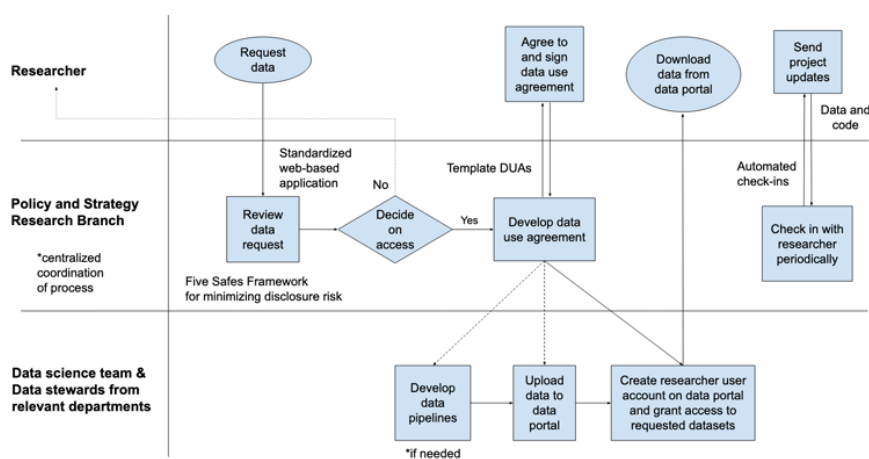 Researcher
Request
data
Agree to
and sign
data use
agreement
Download
data from
data portal
Send
project
updates
Data and
code
Standardized
web-based
application
No
Template DUAs
Automated
check-ins
Policy and Strategy
Research Branch
*centralized
coordination
of process
Review
data
request
Decide
on
access
Yes
Develop data
use agreement
Check in with
researcher
periodically
Five Safes Framework
for minimizing disclosure risk
Data science team &
Data stewards from
relevant departments
Develop
data
pipelines
*if needed
Upload
data to
data
portal
Create researcher user
account on data portal
and grant access to
requested datasets